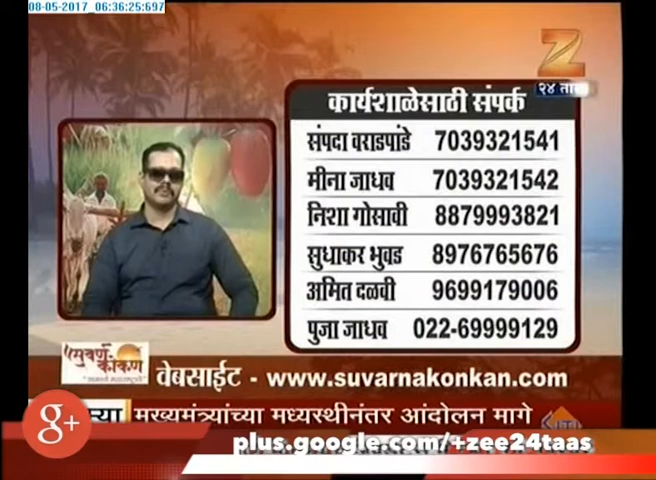 08-05-2017_06:36:25:697
Z
२४ तास
कार्यशाळेसाठी संपर्क
संपदा वराडपांडे 7039321541
मीना जाधव 7039321542
निशा गोसावी 8879993821
सुधाकर भुवड 8976765676
अमित दळवी 9699179006
पुजा जाधव 022-69999129
सुवर्ण कोकण
वेबसाईट - www.suvarnakonkan.com
मुख्यमंत्र्यांच्या मध्यस्थीनंतर आंदोलन मागे
g+
plus.google.com/+zee24taas